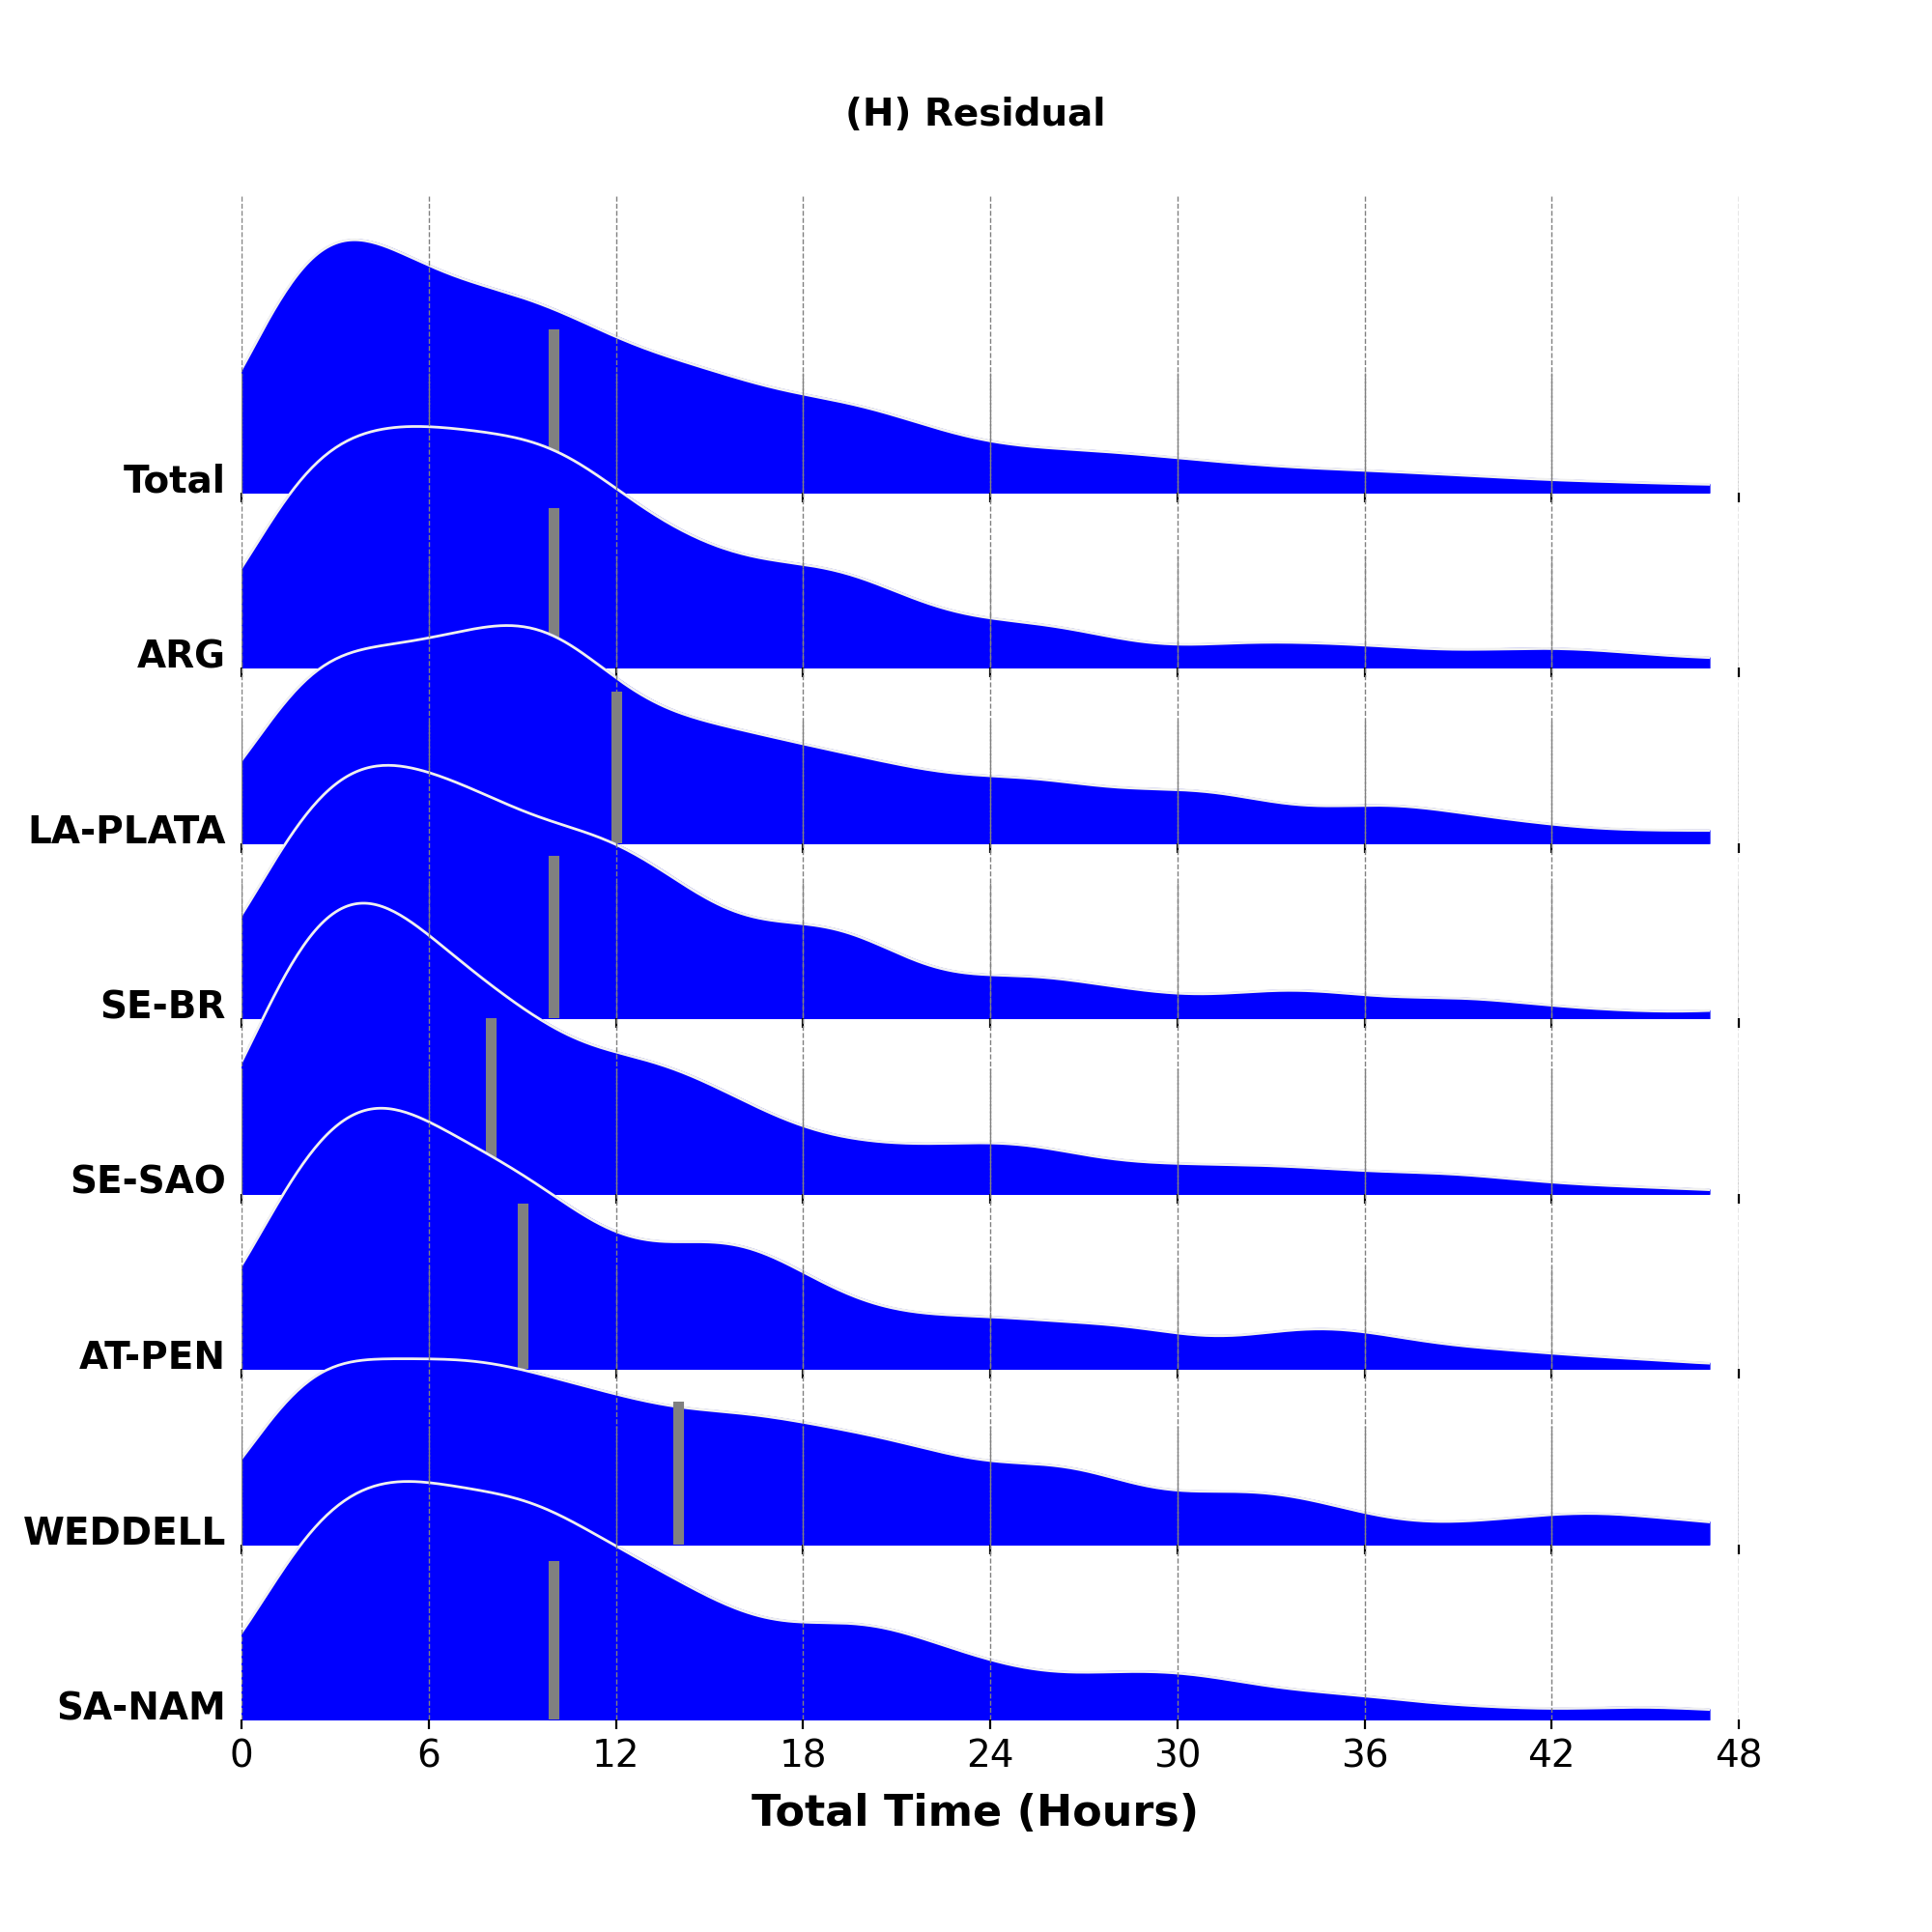 (H) Residual
Total
ARG
LA-PLATA
SE-BR
SE-SAO
AT-PEN
WEDDELL
SA-NAM
0 6 12 18 24 30 36 42 48
Total Time (Hours)